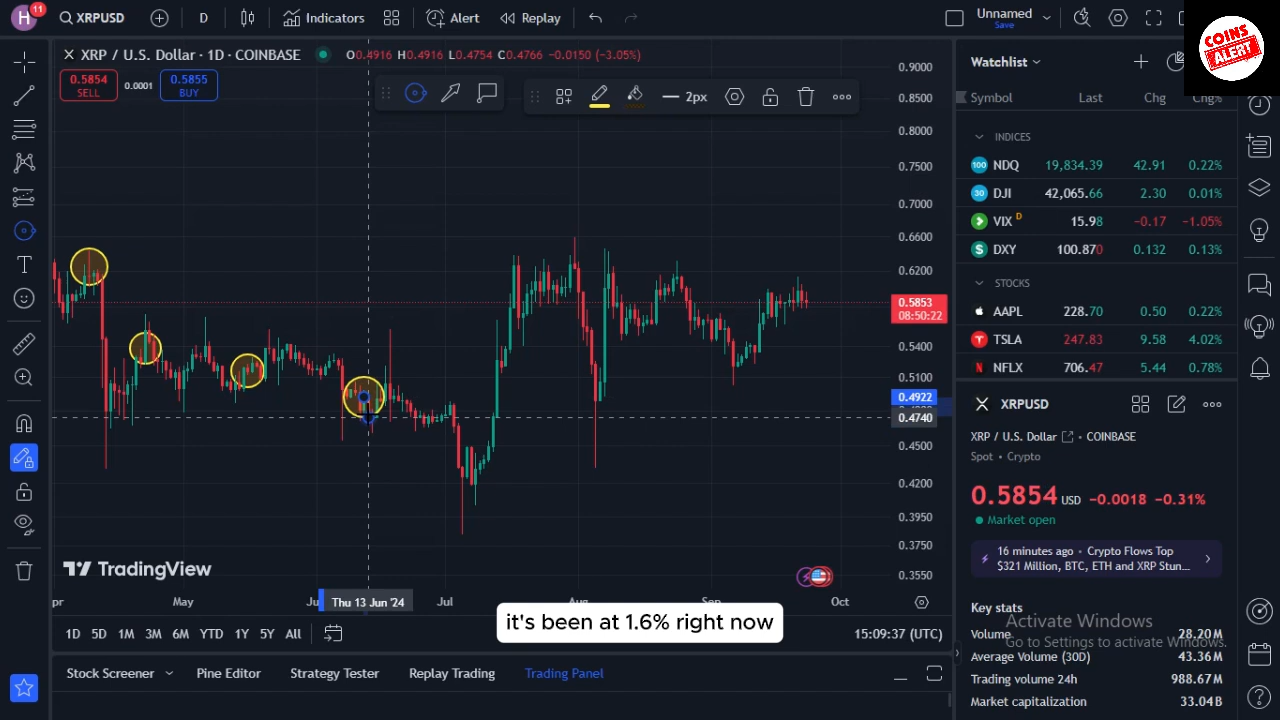 H 11 XRPUSD D Indicators Alert Replay Unnamed Save
COINS ALERT
XRP / U.S. Dollar · 1D · COINBASE O0.4916 H0.4916 L0.4754 C0.4766 −0.0150 (−3.05%)
0.5854 SELL 0.0001 0.5855 BUY
2px
0.9000
0.8500
0.8000
0.7500
0.7000
0.6600
0.6200
0.5853
08:50:22
0.5400
0.5100
0.4922
0.4740
0.4500
0.4200
0.3950
0.3750
0.3550
TradingView
pr May Ju Thu 13 Jun '24 Jul Aug Sep Oct
it's been at 1.6% right now
1D 5D 1M 3M 6M YTD 1Y 5Y All 15:09:37 (UTC)
Stock Screener Pine Editor Strategy Tester Replay Trading Trading Panel
Watchlist
Symbol Last Chg Chg%
INDICES
100 NDQ 19,834.39 42.91 0.22%
30 DJI 42,065.66 2.30 0.01%
VIX D 15.98 −0.17 −1.05%
$ DXY 100.870 0.132 0.13%
STOCKS
AAPL 228.70 0.50 0.22%
TSLA 247.83 9.58 4.02%
NFLX 706.47 5.44 0.78%
XRPUSD
XRP / U.S. Dollar · COINBASE
Spot · Crypto
0.5854 USD −0.0018 −0.31%
Market open
16 minutes ago · Crypto Flows Top
$321 Million, BTC, ETH and XRP Stun...
Key stats
Activate Windows
Go to Settings to activate Windows.
Volume 28.20 M
Average Volume (30D) 43.36 M
Trading volume 24h 988.67 M
Market capitalization 33.04 B